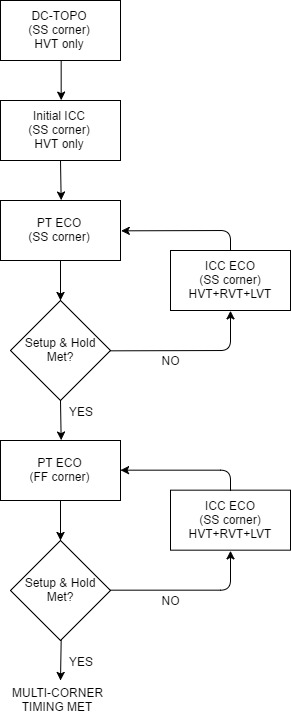 DC-TOPO
(SS corner)
HVT only
Initial ICC
(SS corner)
HVT only
PT ECO
(SS corner)
ICC ECO
(SS corner)
HVT+RVT+LVT
Setup & Hold
Met?
NO
YES
PT ECO
(FF corner)
ICC ECO
(SS corner)
HVT+RVT+LVT
Setup & Hold
Met?
NO
YES
MULTI-CORNER
TIMING MET